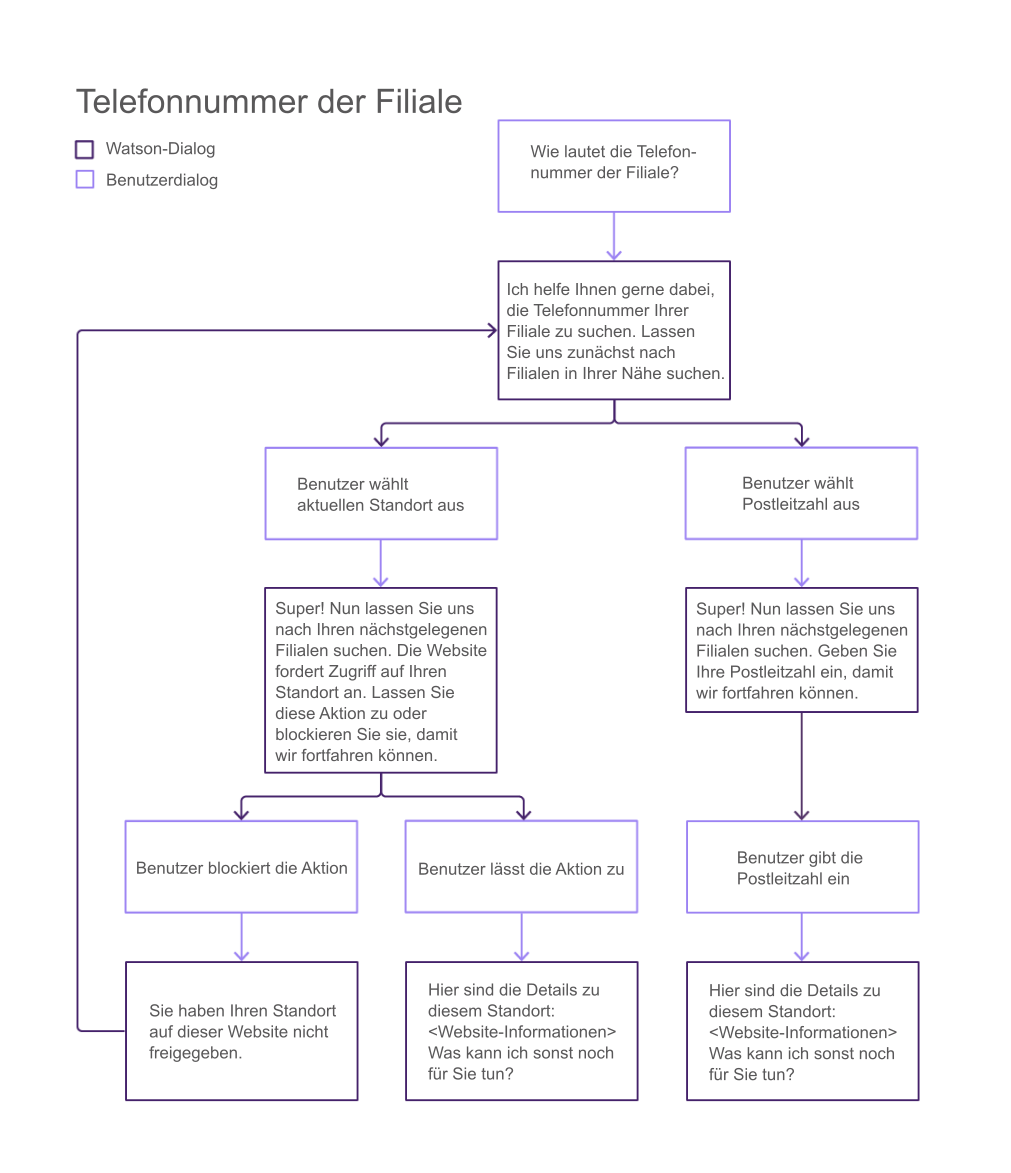 Telefonnummer der Filiale
Watson-Dialog
Benutzerdialog
Wie lautet die Telefon-
nummer der Filiale?
Ich helfe Ihnen gerne dabei,
die Telefonnummer Ihrer
Filiale zu suchen. Lassen
Sie uns zunächst nach
Filialen in Ihrer Nähe suchen.
Benutzer wählt
aktuellen Standort aus
Benutzer wählt
Postleitzahl aus
Super! Nun lassen Sie uns
nach Ihren nächstgelegenen
Filialen suchen. Die Website
fordert Zugriff auf Ihren
Standort an. Lassen Sie
diese Aktion zu oder
blockieren Sie sie, damit
wir fortfahren können.
Super! Nun lassen Sie uns
nach Ihren nächstgelegenen
Filialen suchen. Geben Sie
Ihre Postleitzahl ein, damit
wir fortfahren können.
Benutzer blockiert die Aktion
Benutzer lässt die Aktion zu
Benutzer gibt die
Postleitzahl ein
Sie haben Ihren Standort
auf dieser Website nicht
freigegeben.
Hier sind die Details zu
diesem Standort:
<Website-Informationen>
Was kann ich sonst noch
für Sie tun?
Hier sind die Details zu
diesem Standort:
<Website-Informationen>
Was kann ich sonst noch
für Sie tun?